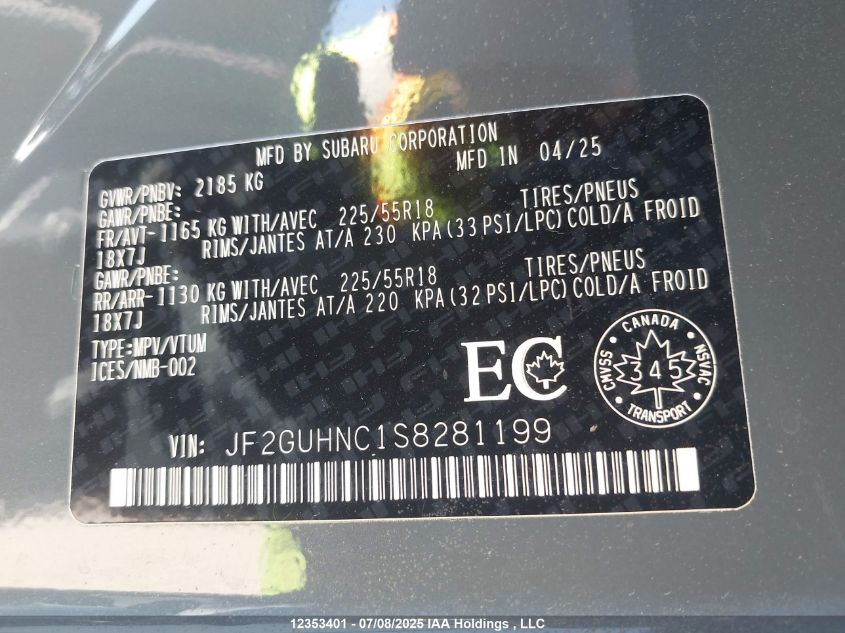 MFD BY SUBARU CORPORATION
MFD IN 04/25
GVWR/PNBV: 2185 KG
GAWR/PNBE:
FR/AVT-1165 KG WITH/AVEC 225/55R18 TIRES/PNEUS
18X7J RIMS/JANTES AT/A 230 KPA(33 PSI/LPC)COLD/A FROID
GAWR/PNBE:
RR/ARR-1130 KG WITH/AVEC 225/55R18 TIRES/PNEUS
18X7J RIMS/JANTES AT/A 220 KPA(32 PSI/LPC)COLD/A FROID
TYPE:MPV/VTUM
ICES/NMB-002
EC
CANADA
CMVSS 345 NSVAC
TRANSPORT
VIN: JF2GUHNC1S8281199
12353401 - 07/08/2025 IAA Holdings , LLC